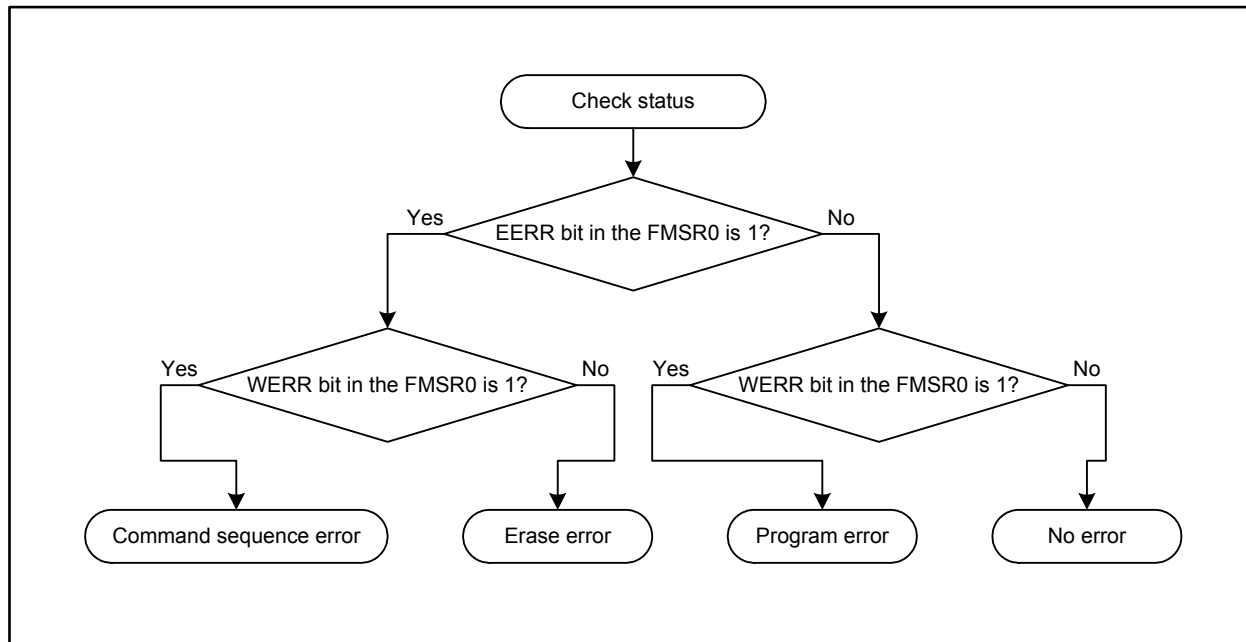 Check status
Yes
No
EERR bit in the FMSR0 is 1?
Yes
No
Yes
No
WERR bit in the FMSR0 is 1?
WERR bit in the FMSR0 is 1?
Command sequence error
Erase error
Program error
No error